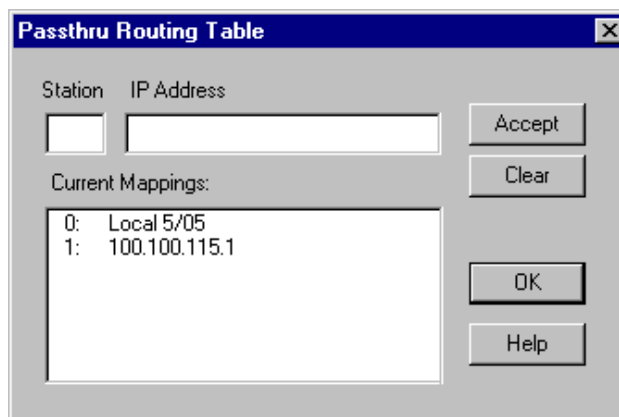 Passthru Routing Table
Station IP Address
Accept
Clear
Current Mappings:
0: Local 5/05
1: 100.100.115.1
OK
Help